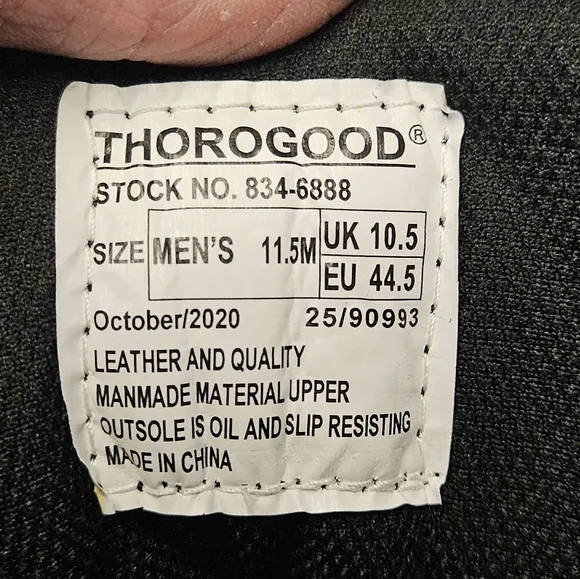 THOROGOOD®
STOCK NO. 834-6888
SIZE MEN'S 11.5M UK 10.5
EU 44.5
October/2020 25/90993
LEATHER AND QUALITY
MANMADE MATERIAL UPPER
OUTSOLE IS OIL AND SLIP RESISTING
MADE IN CHINA